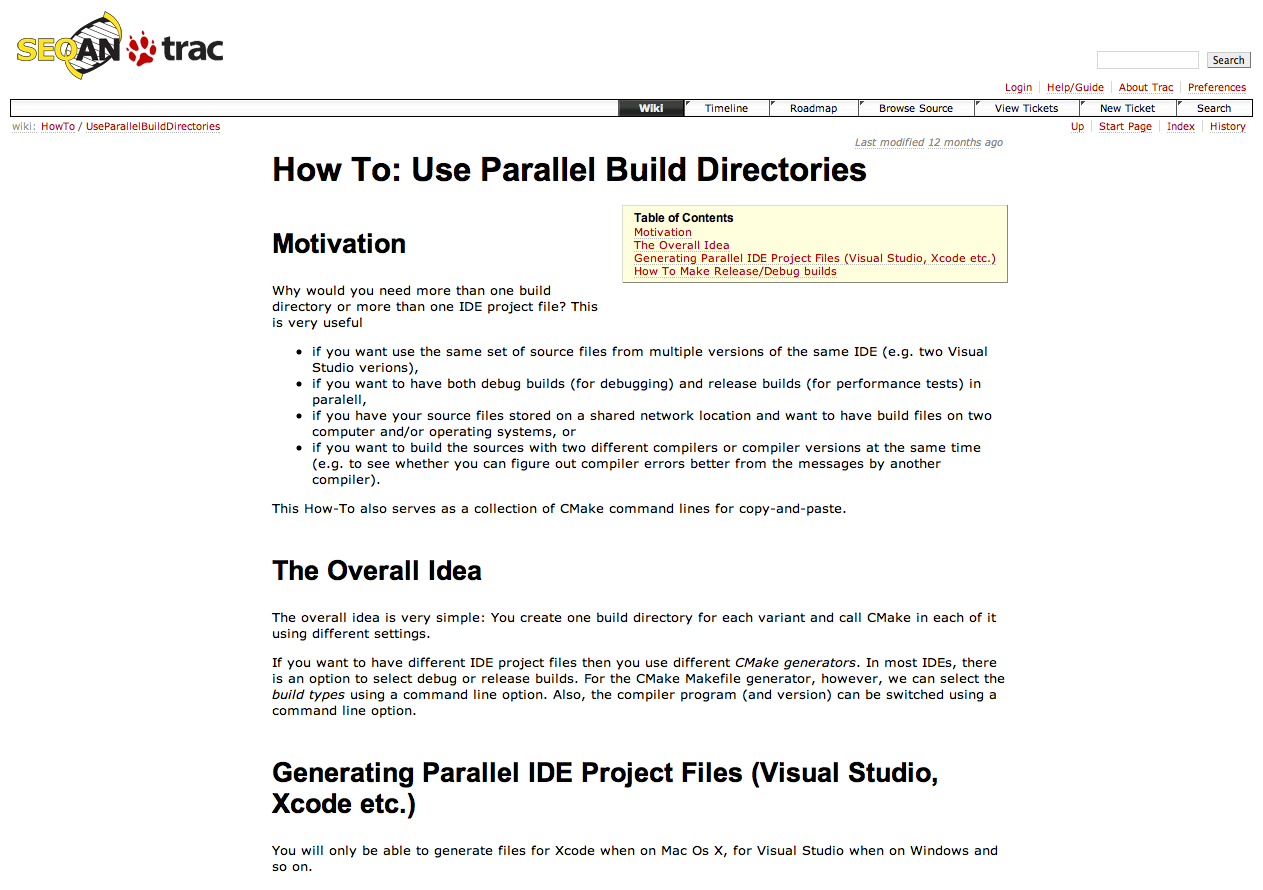 SEQAN trac
Search
Login Help/Guide About Trac Preferences
Wiki Timeline Roadmap Browse Source View Tickets New Ticket Search
wiki: HowTo / UseParallelBuildDirectories
Up Start Page Index History
Last modified 12 months ago
How To: Use Parallel Build Directories
Table of Contents
Motivation
The Overall Idea
Generating Parallel IDE Project Files (Visual Studio, Xcode etc.)
How To Make Release/Debug builds
Motivation
Why would you need more than one build
directory or more than one IDE project file? This
is very useful
• if you want use the same set of source files from multiple versions of the same IDE (e.g. two Visual
Studio verions),
• if you want to have both debug builds (for debugging) and release builds (for performance tests) in
paralell,
• if you have your source files stored on a shared network location and want to have build files on two
computer and/or operating systems, or
• if you want to build the sources with two different compilers or compiler versions at the same time
(e.g. to see whether you can figure out compiler errors better from the messages by another
compiler).
This How-To also serves as a collection of CMake command lines for copy-and-paste.
The Overall Idea
The overall idea is very simple: You create one build directory for each variant and call CMake in each of it
using different settings.
If you want to have different IDE project files then you use different CMake generators. In most IDEs, there
is an option to select debug or release builds. For the CMake Makefile generator, however, we can select the
build types using a command line option. Also, the compiler program (and version) can be switched using a
command line option.
Generating Parallel IDE Project Files (Visual Studio,
Xcode etc.)
You will only be able to generate files for Xcode when on Mac Os X, for Visual Studio when on Windows and
so on.